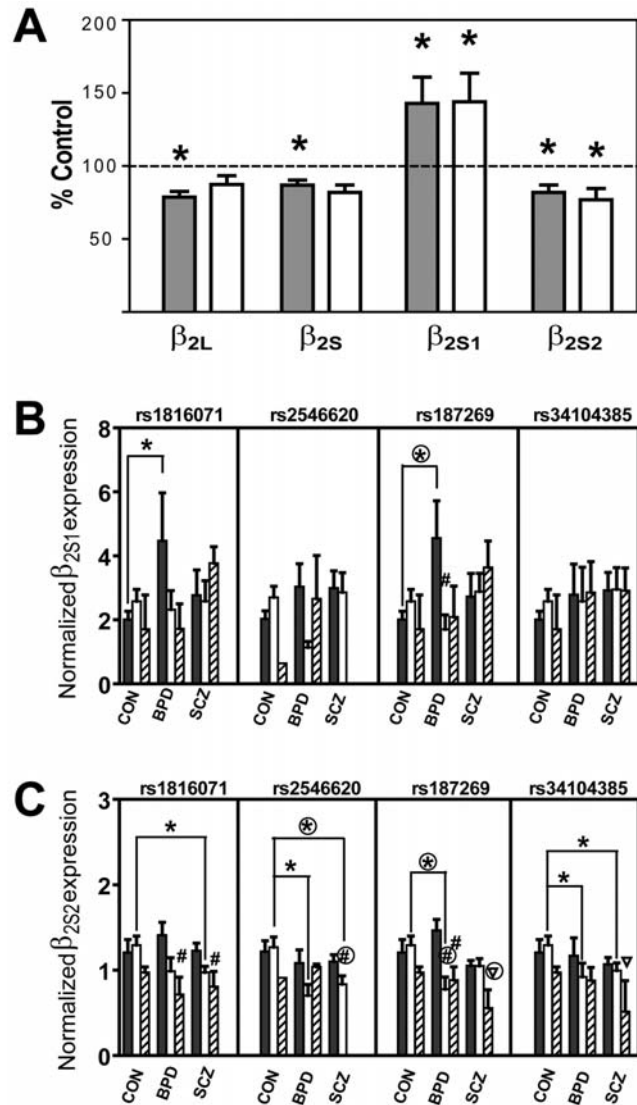 A
% Control
200
150
100
50
* * * * * *
β2L β2S β2S1 β2S2
B
rs1816071 rs2546620 rs187269 rs34104385
Normalized β2S1 expression
8
6
4
2
0
* ⊛ #
CON BPD SCZ CON BPD SCZ CON BPD SCZ CON BPD SCZ
C
rs1816071 rs2546620 rs187269 rs34104385
Normalized β2S2 expression
3
2
1
0
* ⊛ * ⊛ * *
# # # # # ∇ ∇
CON BPD SCZ CON BPD SCZ CON BPD SCZ CON BPD SCZ